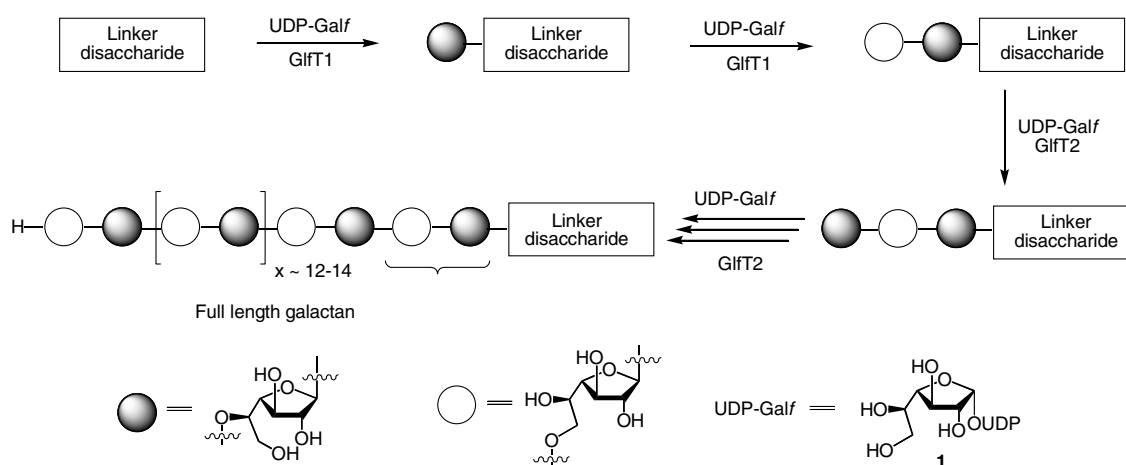 Linker
disaccharide
UDP-Galf
GlfT1
Linker
disaccharide
UDP-Galf
GlfT1
Linker
disaccharide
UDP-Galf
GlfT2
H
x ~ 12-14
Linker
disaccharide
UDP-Galf
GlfT2
Linker
disaccharide
Full length galactan
HO
O
O
OH
HO
=
HO
O
HO
OH
O
=
UDP-Galf
=
HO
O
HO
HO
HO
OUDP
1